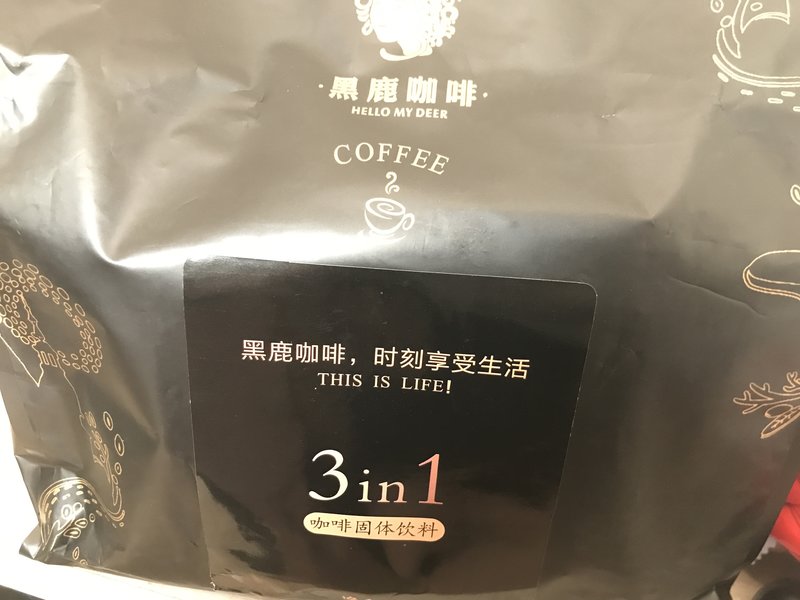 ·黑鹿咖啡·
HELLO MY DEER
COFFEE
黑鹿咖啡，时刻享受生活
THIS IS LIFE!
3in1
咖啡固体饮料